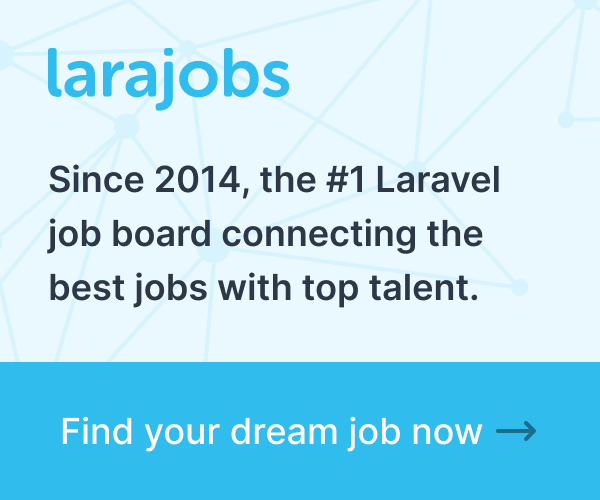 larajobs
Since 2014, the #1 Laravel
job board connecting the
best jobs with top talent.
Find your dream job now →